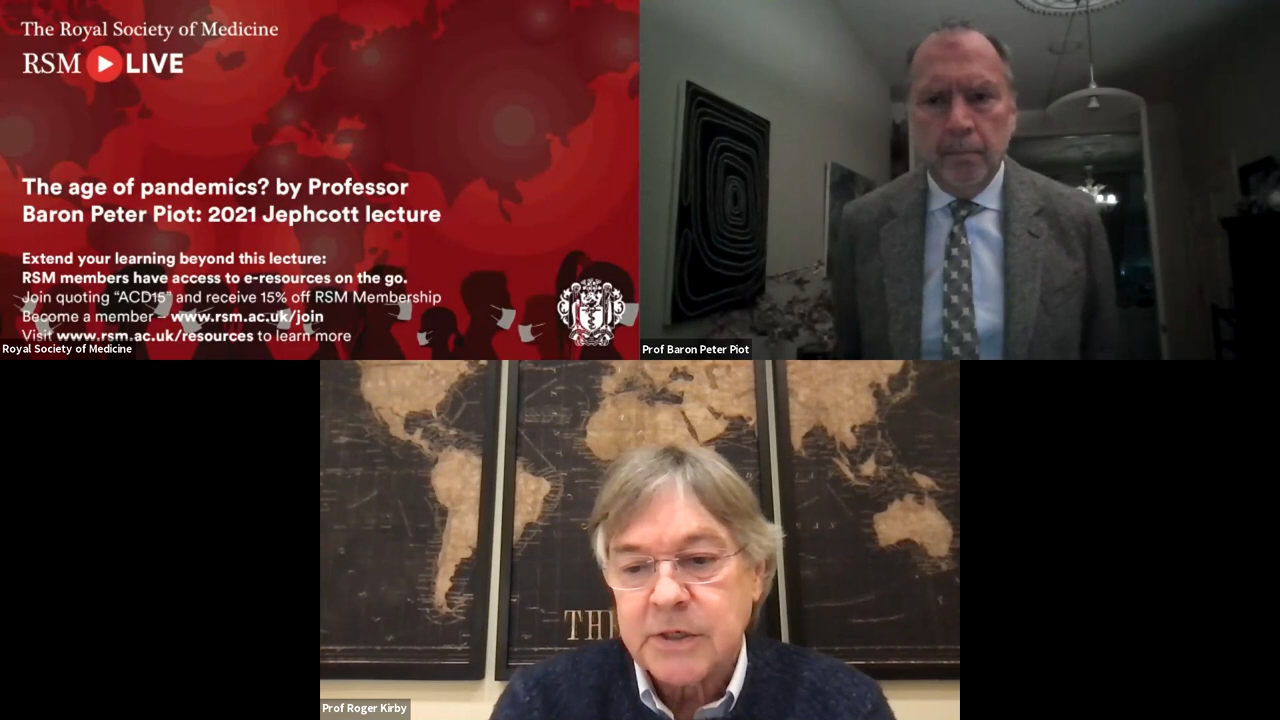 The Royal Society of Medicine
RSM LIVE
The age of pandemics? by Professor
Baron Peter Piot: 2021 Jephcott lecture
Extend your learning beyond this lecture:
RSM members have access to e-resources on the go.
Join quoting “ACD15” and receive 15% off RSM Membership
Become a member – www.rsm.ac.uk/join
Visit www.rsm.ac.uk/resources to learn more
Royal Society of Medicine
Prof Baron Peter Piot
THE
Prof Roger Kirby